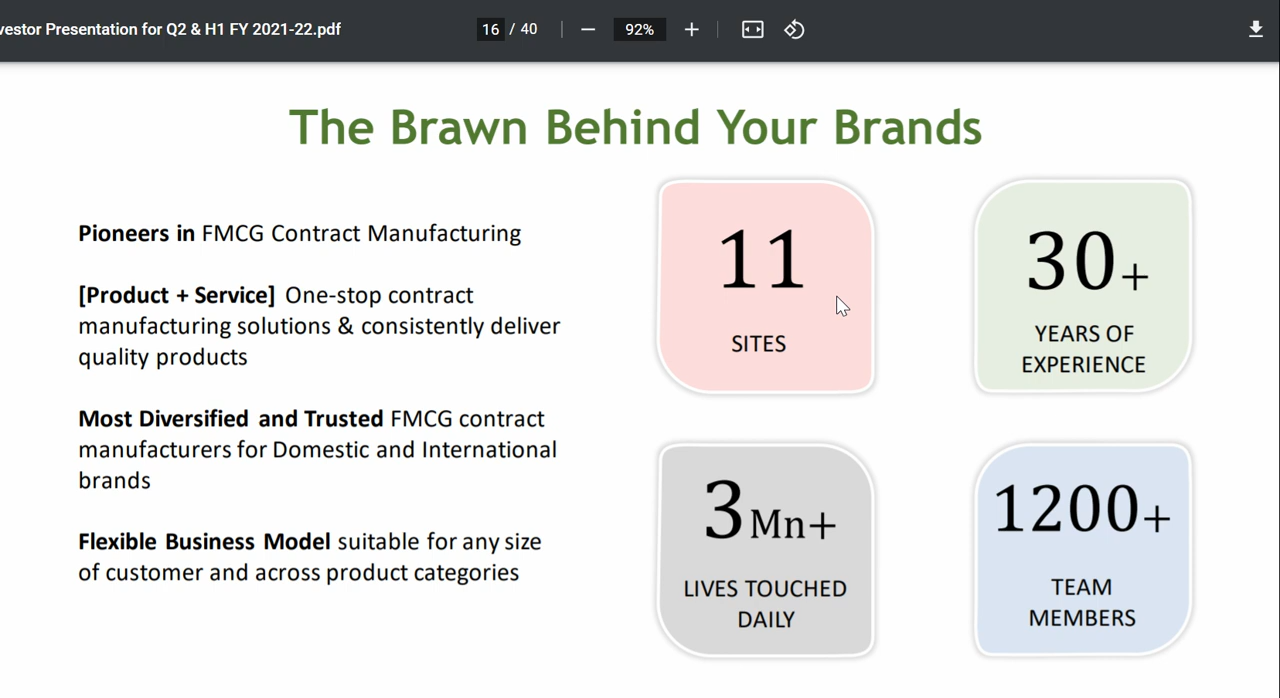 vestor Presentation for Q2 & H1 FY 2021-22.pdf
16 / 40
92%
The Brawn Behind Your Brands
Pioneers in FMCG Contract Manufacturing
[Product + Service] One-stop contract
manufacturing solutions & consistently deliver
quality products
Most Diversified and Trusted FMCG contract
manufacturers for Domestic and International
brands
Flexible Business Model suitable for any size
of customer and across product categories
11
SITES
30+
YEARS OF
EXPERIENCE
3 Mn+
LIVES TOUCHED
DAILY
1200+
TEAM
MEMBERS